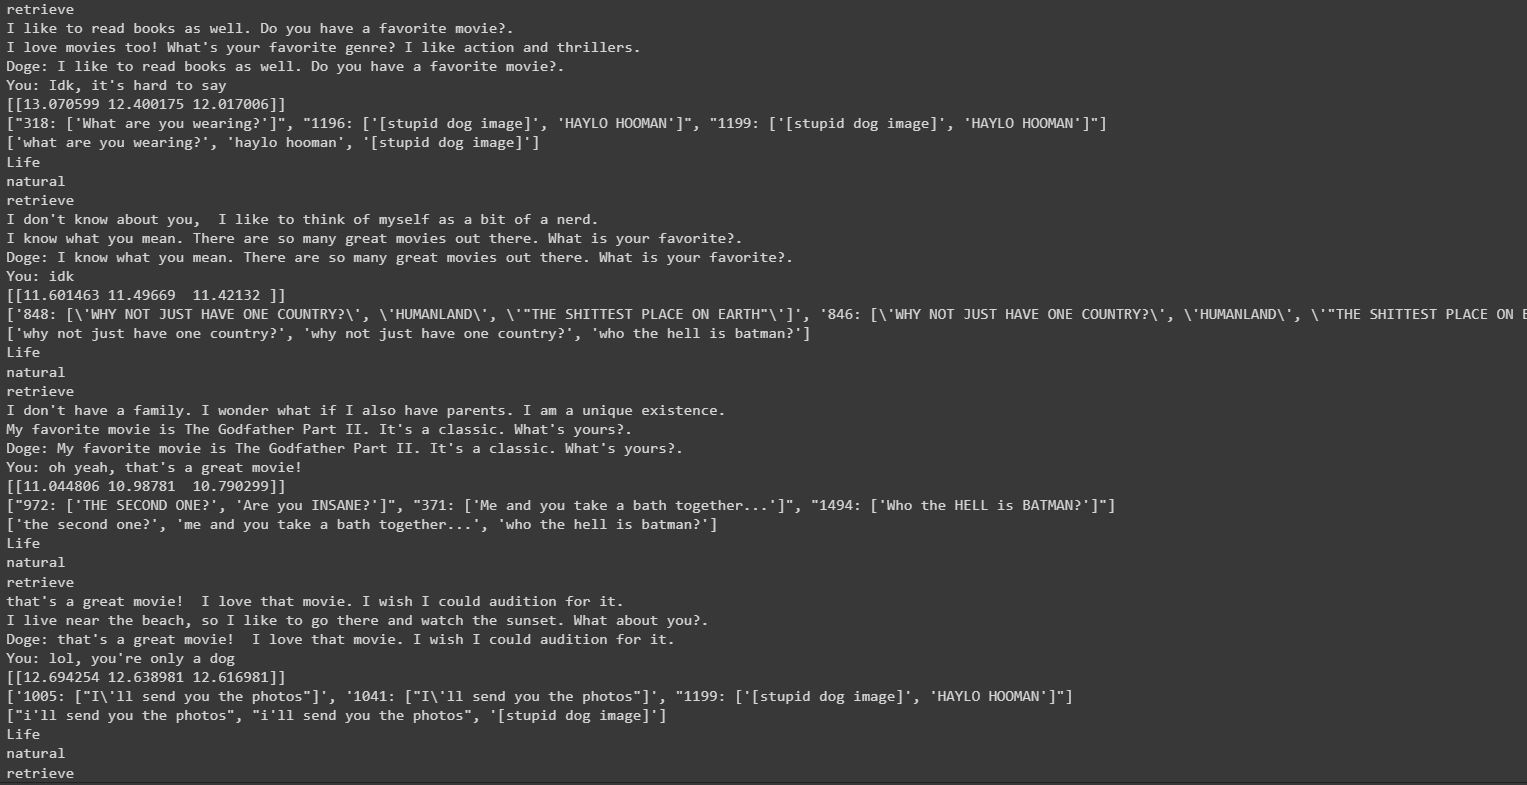 retrieve
I like to read books as well. Do you have a favorite movie?.
I love movies too! What's your favorite genre? I like action and thrillers.
Doge: I like to read books as well. Do you have a favorite movie?.
You: Idk, it's hard to say
[[13.070599 12.400175 12.017006]]
["318: ['What are you wearing?']", "1196: ['[stupid dog image]', 'HAYLO HOOMAN']", "1199: ['[stupid dog image]', 'HAYLO HOOMAN']"]
['what are you wearing?', 'haylo hooman', '[stupid dog image]']
Life
natural
retrieve
I don't know about you,  I like to think of myself as a bit of a nerd.
I know what you mean. There are so many great movies out there. What is your favorite?.
Doge: I know what you mean. There are so many great movies out there. What is your favorite?.
You: idk
[[11.601463 11.49669  11.42132 ]]
['848: [\'WHY NOT JUST HAVE ONE COUNTRY?\', \'HUMANLAND\', \'"THE SHITTEST PLACE ON EARTH"\']', '846: [\'WHY NOT JUST HAVE ONE COUNTRY?\', \'HUMANLAND\', \'"THE SHITTEST PLACE ON
['why not just have one country?', 'why not just have one country?', 'who the hell is batman?']
Life
natural
retrieve
I don't have a family. I wonder what if I also have parents. I am a unique existence.
My favorite movie is The Godfather Part II. It's a classic. What's yours?.
Doge: My favorite movie is The Godfather Part II. It's a classic. What's yours?.
You: oh yeah, that's a great movie!
[[11.044806 10.98781  10.790299]]
["972: ['THE SECOND ONE?', 'Are you INSANE?']", "371: ['Me and you take a bath together...']", "1494: ['Who the HELL is BATMAN?']"]
['the second one?', 'me and you take a bath together...', 'who the hell is batman?']
Life
natural
retrieve
that's a great movie!  I love that movie. I wish I could audition for it.
I live near the beach, so I like to go there and watch the sunset. What about you?.
Doge: that's a great movie!  I love that movie. I wish I could audition for it.
You: lol, you're only a dog
[[12.694254 12.638981 12.616981]]
['1005: ["I\'ll send you the photos"]', '1041: ["I\'ll send you the photos"]', "1199: ['[stupid dog image]', 'HAYLO HOOMAN']"]
["i'll send you the photos", "i'll send you the photos", '[stupid dog image]']
Life
natural
retrieve